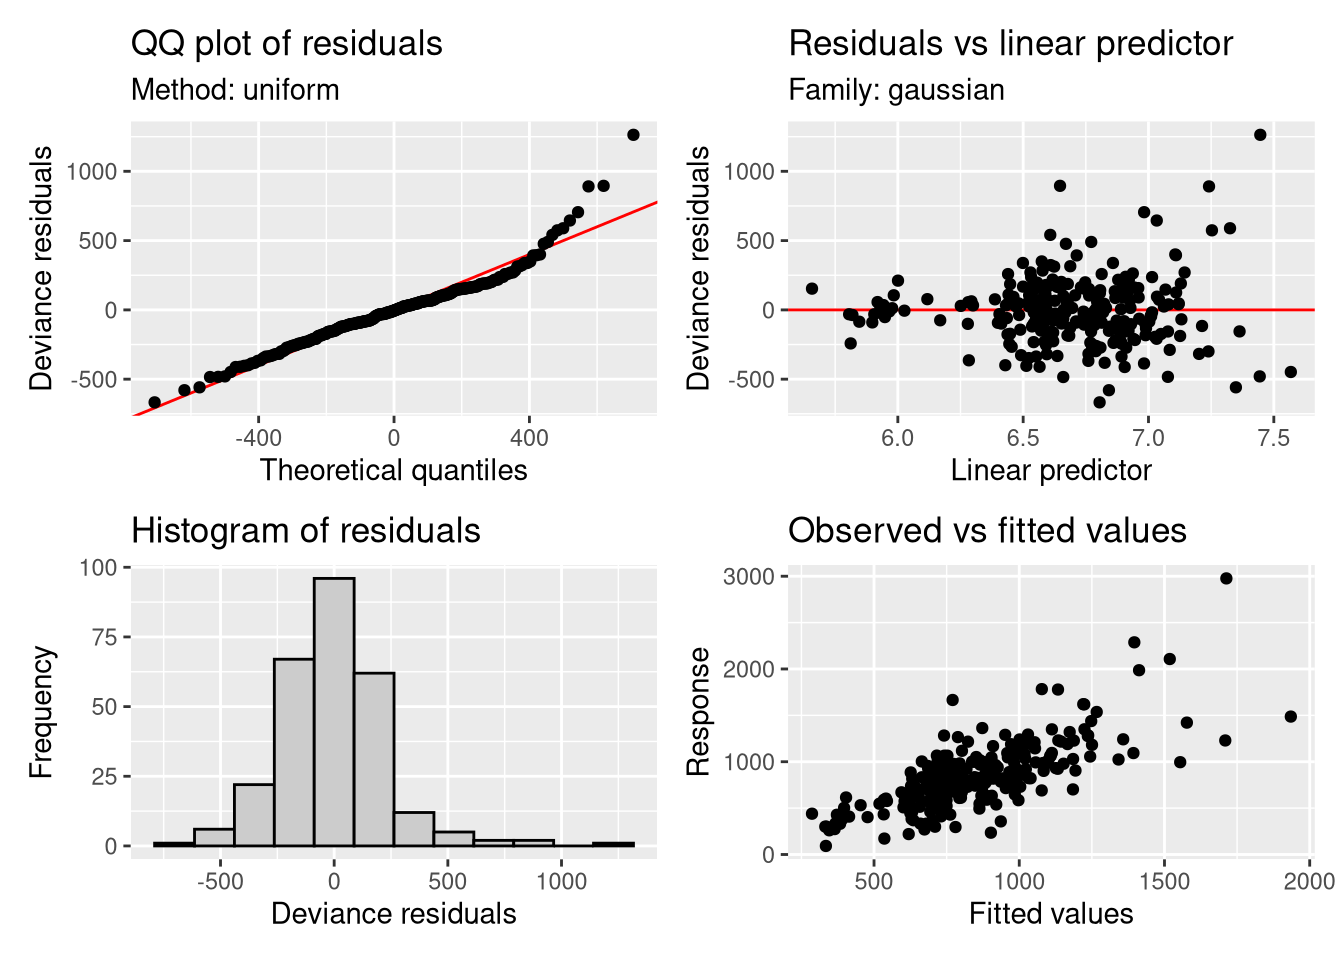 QQ plot of residuals
Method: uniform
Deviance residuals
1000
500
0
-500
-400
0
400
Theoretical quantiles
Residuals vs linear predictor
Family: gaussian
Deviance residuals
1000
500
0
-500
6.0
6.5
7.0
7.5
Linear predictor
Histogram of residuals
Frequency
100
75
50
25
0
-500
0
500
1000
Deviance residuals
Observed vs fitted values
Response
3000
2000
1000
0
500
1000
1500
2000
Fitted values